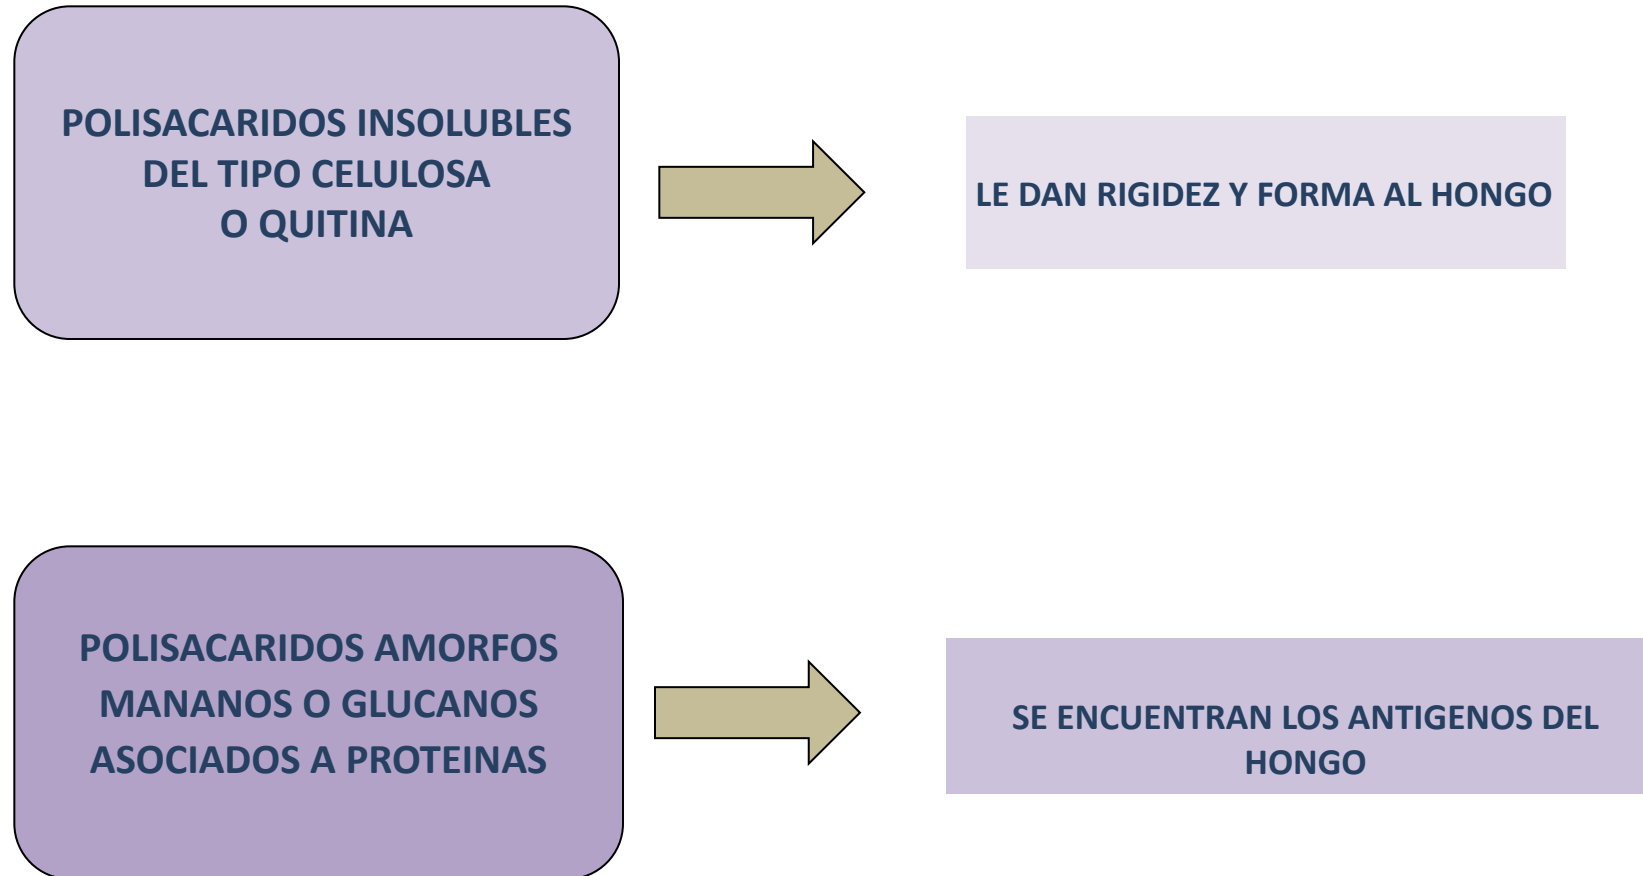 POLISACARIDOS INSOLUBLES
DEL TIPO CELULOSA
O QUITINA
LE DAN RIGIDEZ Y FORMA AL HONGO
POLISACARIDOS AMORFOS
MANANOS O GLUCANOS
ASOCIADOS A PROTEINAS
SE ENCUENTRAN LOS ANTIGENOS DEL
HONGO